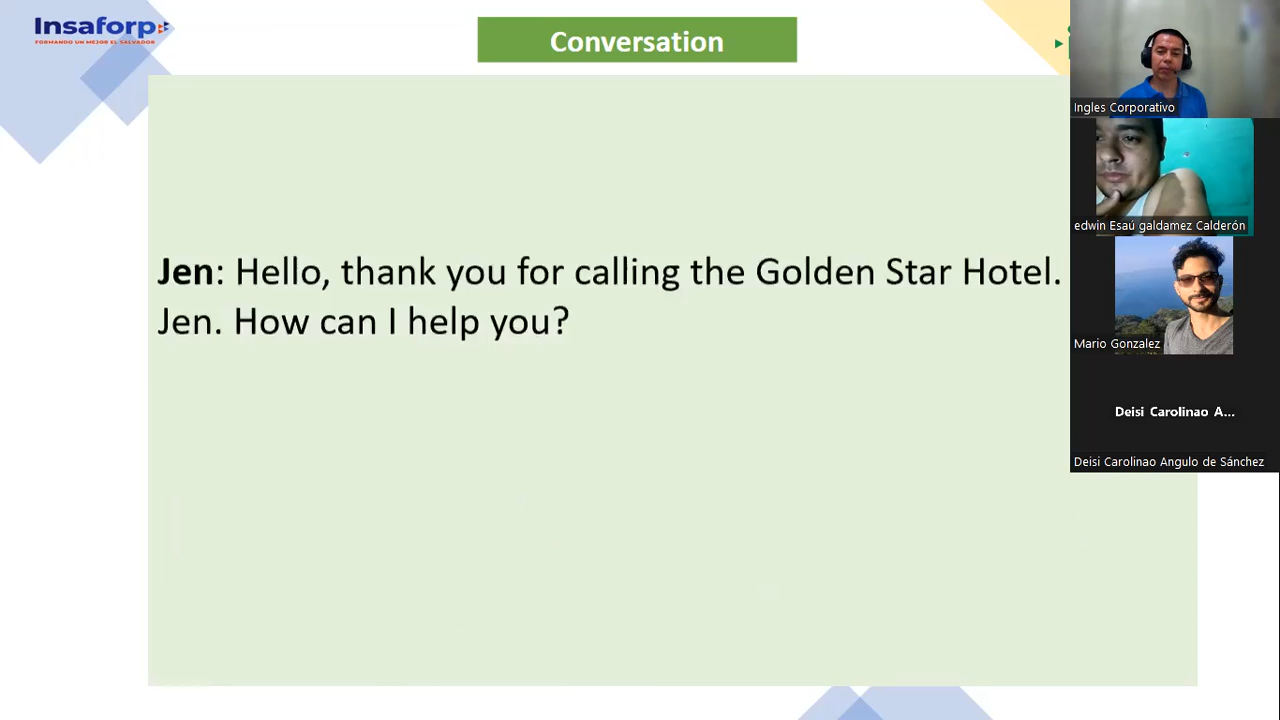 Insaforp
FORMANDO UN MEJOR EL SALVADOR
Conversation
Jen: Hello, thank you for calling the Golden Star Hotel.
Jen. How can I help you?
Ingles Corporativo
edwin Esaú galdamez Calderón
Mario Gonzalez
Deisi Carolinao A...
Deisi Carolinao Angulo de Sánchez